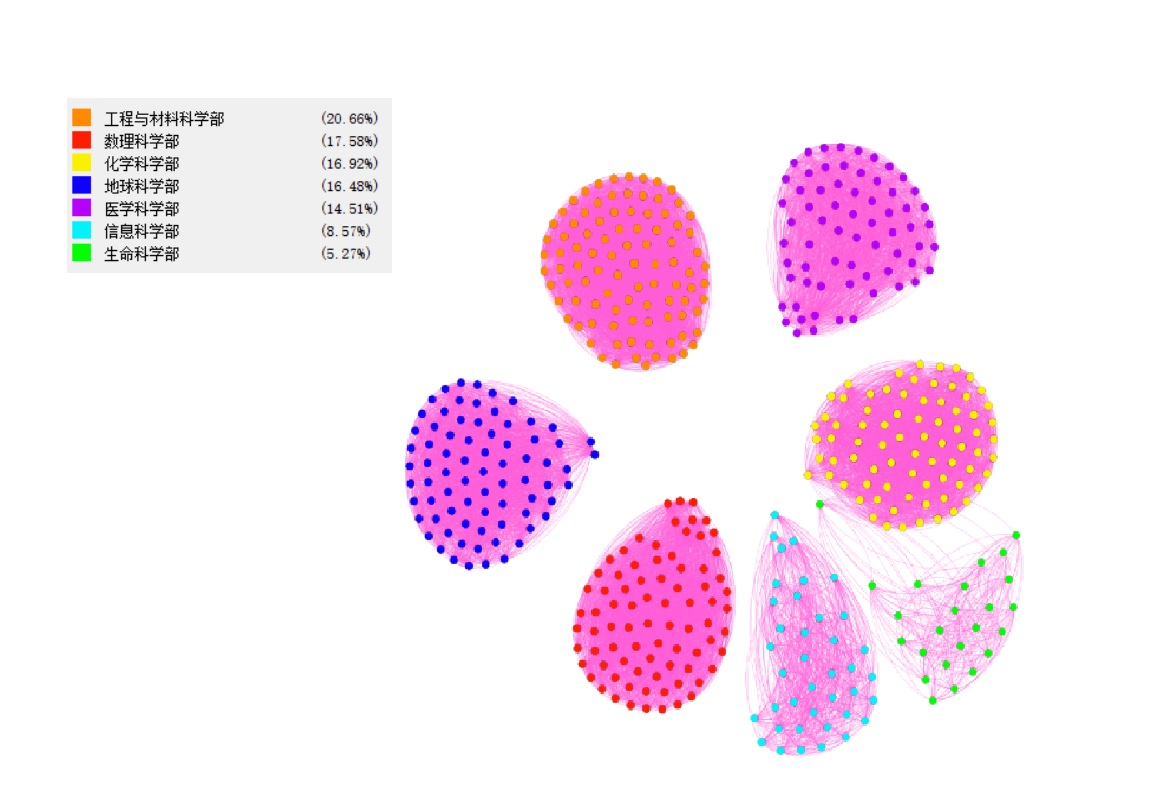 工程与材料科学部 (20.66%)
数理科学部 (17.58%)
化学科学部 (16.92%)
地球科学部 (16.48%)
医学科学部 (14.51%)
信息科学部 (8.57%)
生命科学部 (5.27%)